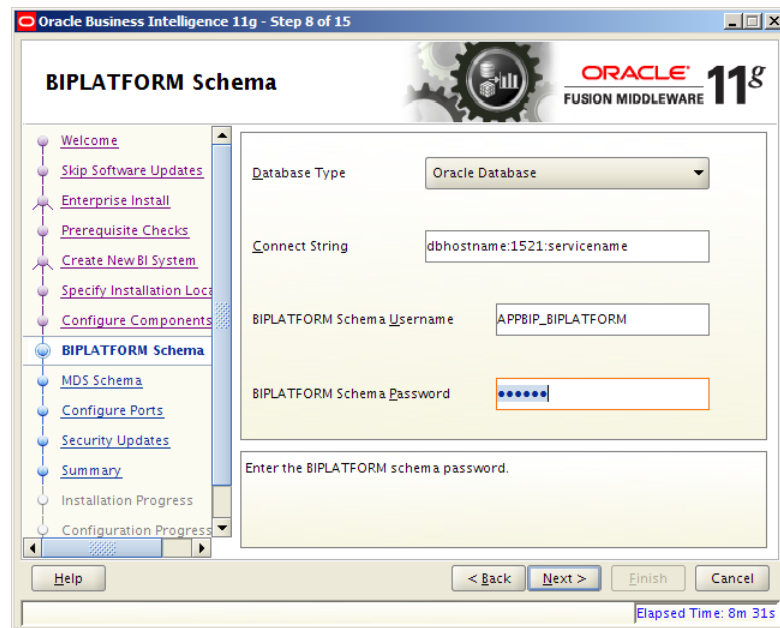 Oracle Business Intelligence 11g - Step 8 of 15
BIPLATFORM Schema
ORACLE
FUSION MIDDLEWARE
11g
Welcome
Skip Software Updates
Enterprise Install
Prerequisite Checks
Create New BI System
Specify Installation Loca
Configure Components
BIPLATFORM Schema
MDS Schema
Configure Ports
Security Updates
Summary
Installation Progress
Configuration Progress
Database Type
Oracle Database
Connect String
dbhostname:1521:servicename
BIPLATFORM Schema Username
APPBIP_BIPLATFORM
BIPLATFORM Schema Password
••••••
Enter the BIPLATFORM schema password.
Help
< Back
Next >
Finish
Cancel
Elapsed Time: 8m 31s